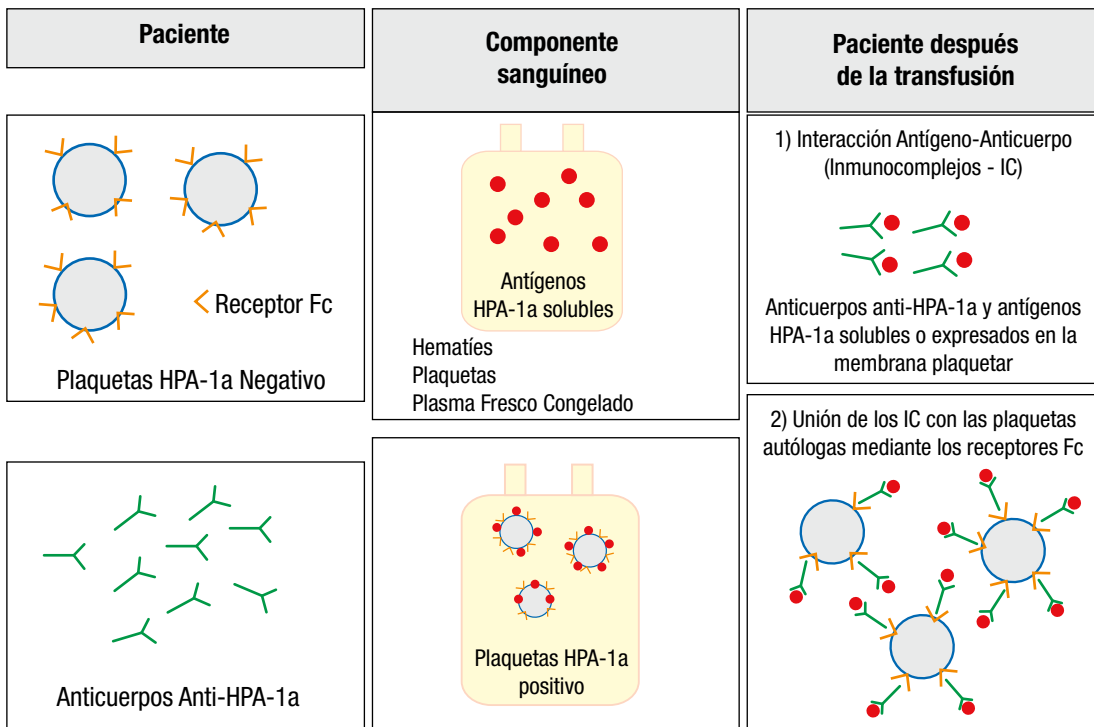 Paciente
Receptor Fc
Plaquetas HPA-1a Negativo
Anticuerpos Anti-HPA-1a
Componente
sanguíneo
Antígenos
HPA-1a solubles
Hematíes
Plaquetas
Plasma Fresco Congelado
Plaquetas HPA-1a
positivo
Paciente después
de la transfusión
1) Interacción Antígeno-Anticuerpo
(Inmunocomplejos - IC)
Anticuerpos anti-HPA-1a y antígenos
HPA-1a solubles o expresados en la
membrana plaquetar
2) Unión de los IC con las plaquetas
autólogas mediante los receptores Fc